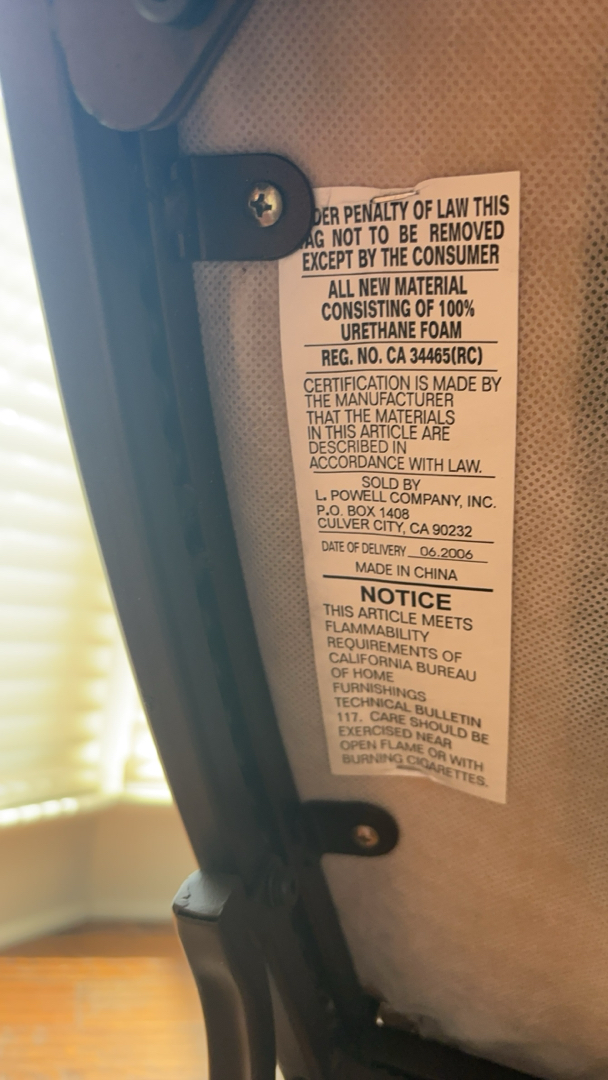 DER PENALTY OF LAW THIS
AG NOT TO BE REMOVED
EXCEPT BY THE CONSUMER
ALL NEW MATERIAL
CONSISTING OF 100%
URETHANE FOAM
REG. NO. CA 34465(RC)
CERTIFICATION IS MADE BY
THE MANUFACTURER
THAT THE MATERIALS
IN THIS ARTICLE ARE
DESCRIBED IN
ACCORDANCE WITH LAW.
SOLD BY
L. POWELL COMPANY, INC.
P.O. BOX 1408
CULVER CITY, CA 90232
DATE OF DELIVERY 06.2006
MADE IN CHINA
NOTICE
THIS ARTICLE MEETS
FLAMMABILITY
REQUIREMENTS OF
CALIFORNIA BUREAU
OF HOME
FURNISHINGS
TECHNICAL BULLETIN
117. CARE SHOULD BE
EXERCISED NEAR
OPEN FLAME OR WITH
BURNING CIGARETTES.